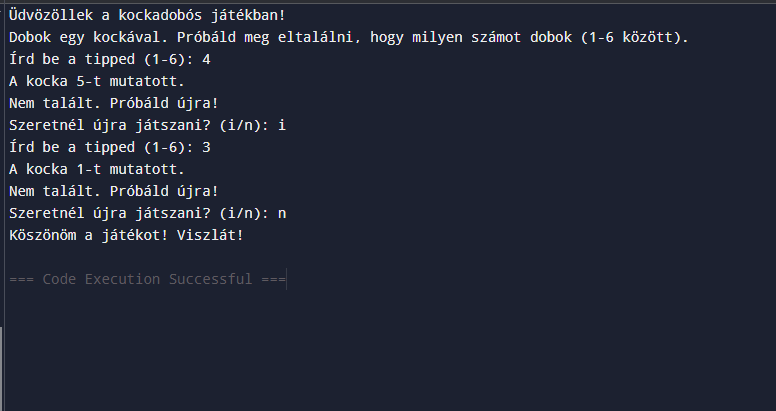 Üdvözöllek a kockadobós játékban!
Dobok egy kockával. Próbáld meg eltalálni, hogy milyen számot dobok (1-6 között).
Írd be a tipped (1-6): 4
A kocka 5-t mutatott.
Nem talált. Próbáld újra!
Szeretnél újra játszani? (i/n): i
Írd be a tipped (1-6): 3
A kocka 1-t mutatott.
Nem talált. Próbáld újra!
Szeretnél újra játszani? (i/n): n
Köszönöm a játékot! Viszlát!
=== Code Execution Successful ===